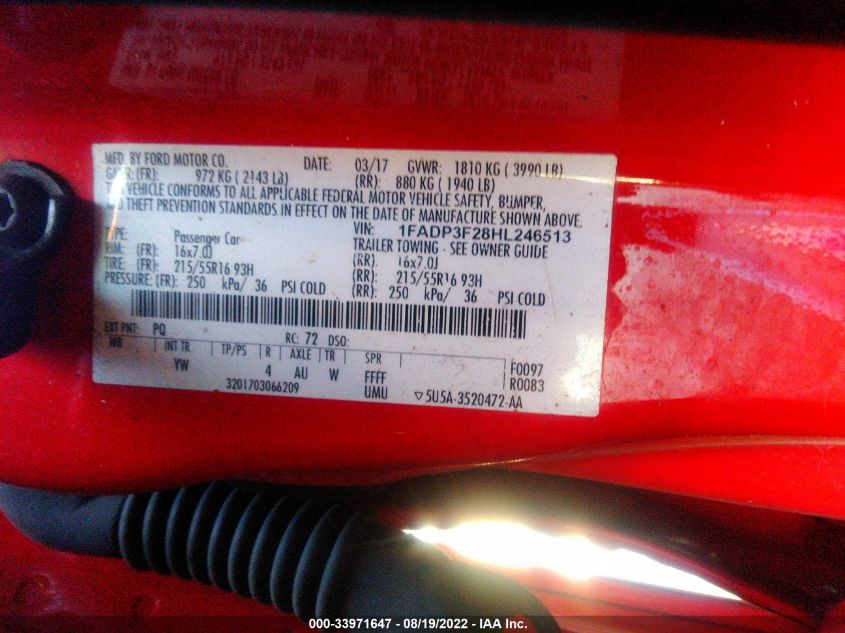 MFD. BY FORD MOTOR CO. DATE: 03/17 GVWR: 1810 KG ( 3990 LB)
GAWR: (FR): 972 KG ( 2143 LB) (RR): 880 KG ( 1940 LB)
THE VEHICLE CONFORMS TO ALL APPLICABLE FEDERAL MOTOR VEHICLE SAFETY, BUMPER,
AND THEFT PREVENTION STANDARDS IN EFFECT ON THE DATE OF MANUFACTURE SHOWN ABOVE.
VIN: 1FADP3F28HL246513
TYPE: Passenger Car TRAILER TOWING - SEE OWNER GUIDE
RIM: (FR): 16x7.0J (RR): 16x7.0J
TIRE: (FR): 215/55R16 93H (RR): 215/55R16 93H
PRESSURE: (FR): 250 kPa/ 36 PSI COLD (RR): 250 kPa/ 36 PSI COLD
EXT PNT: PQ RC: 72 DSO:
WB INT TR TP/PS R AXLE TR SPR F0097
YW 4 AU W FFFF R0083
3201703066209 UMU ▽5U5A-3520472-AA
000-33971647 - 08/19/2022 - IAA Inc.